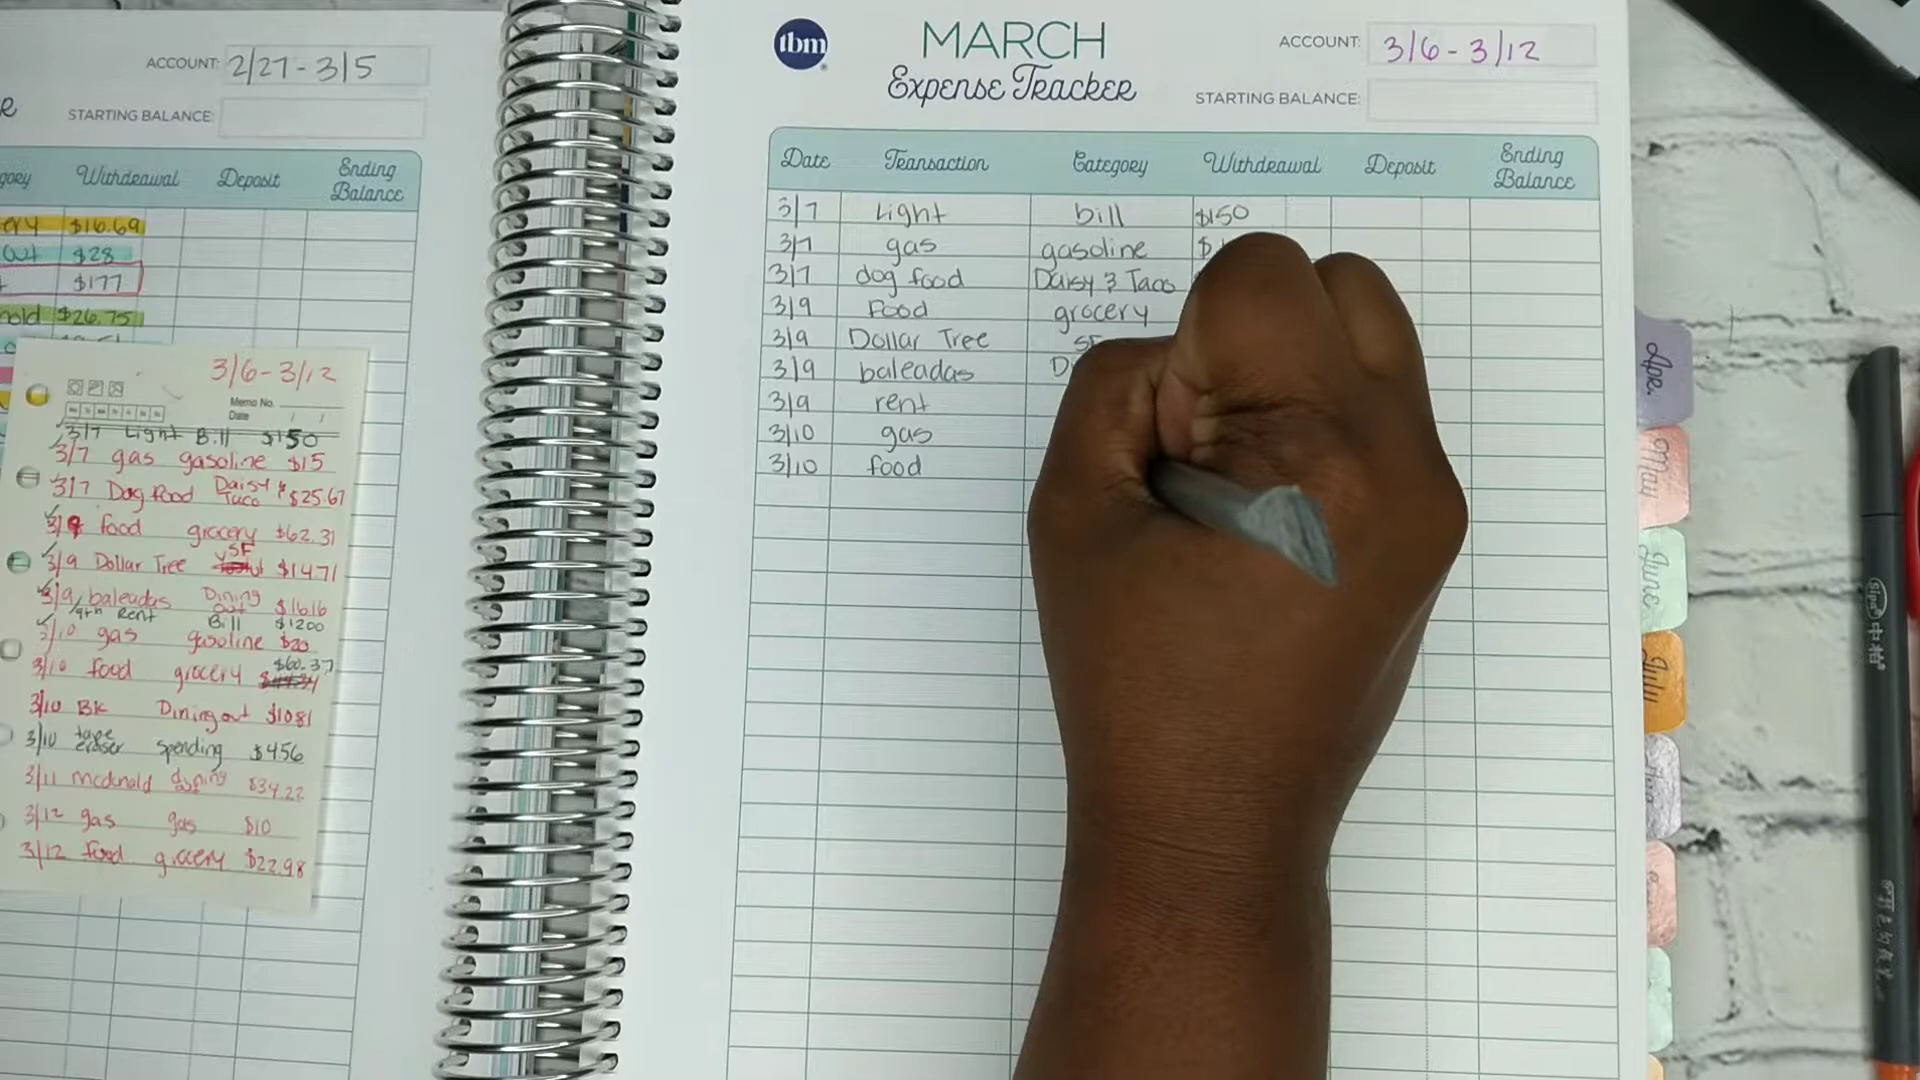 ACCOUNT: 2/27 - 3/5
STARTING BALANCE:
Withdrawal Deposit Ending Balance
$16.69
out $28
$177
$26.75
3/6 - 3/12
Memo No.
Date / /
3/7 Light Bill $150
3/7 gas gasoline $15
3/7 Dog Food Daisy & Taco $25.67
3/9 food grocery $62.31
3/9 Dollar Tree SF $14.71
3/9 baleadas Dining out $16.16
9th Rent Bill $1200
3/10 gas gasoline $20
3/10 food grocery $60.37
3/10 BK Dining out $10.81
3/10 tape eraser spending $4.56
3/11 mcdonald dyning $34.22
3/12 gas gas $10
3/12 food grocery $22.98
tbm
MARCH
Expense Tracker
ACCOUNT: 3/6 - 3/12
STARTING BALANCE:
Date Transaction Category Withdrawal Deposit Ending Balance
3/7 Light bill $150
3/7 gas gasoline $
3/7 dog food Daisy & Taco
3/9 Food grocery
3/9 Dollar Tree
3/9 baleadas
3/9 rent
3/10 gas
3/10 food
Apr.
May
June
July